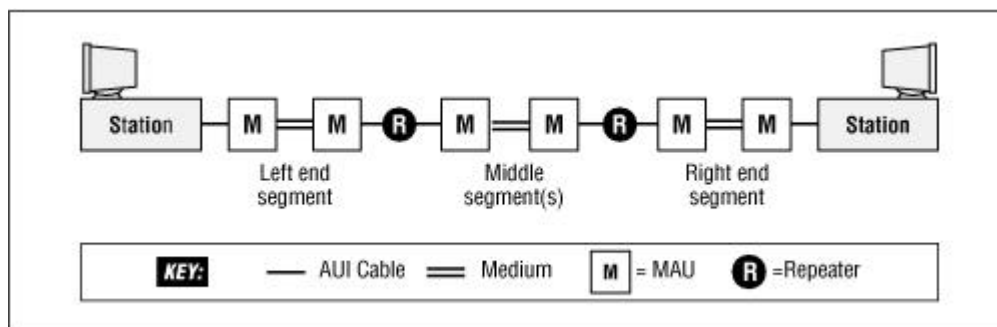 Station M M R M M R M M Station
Left end segment
Middle segment(s)
Right end segment
KEY: AUI Cable Medium M = MAU R =Repeater